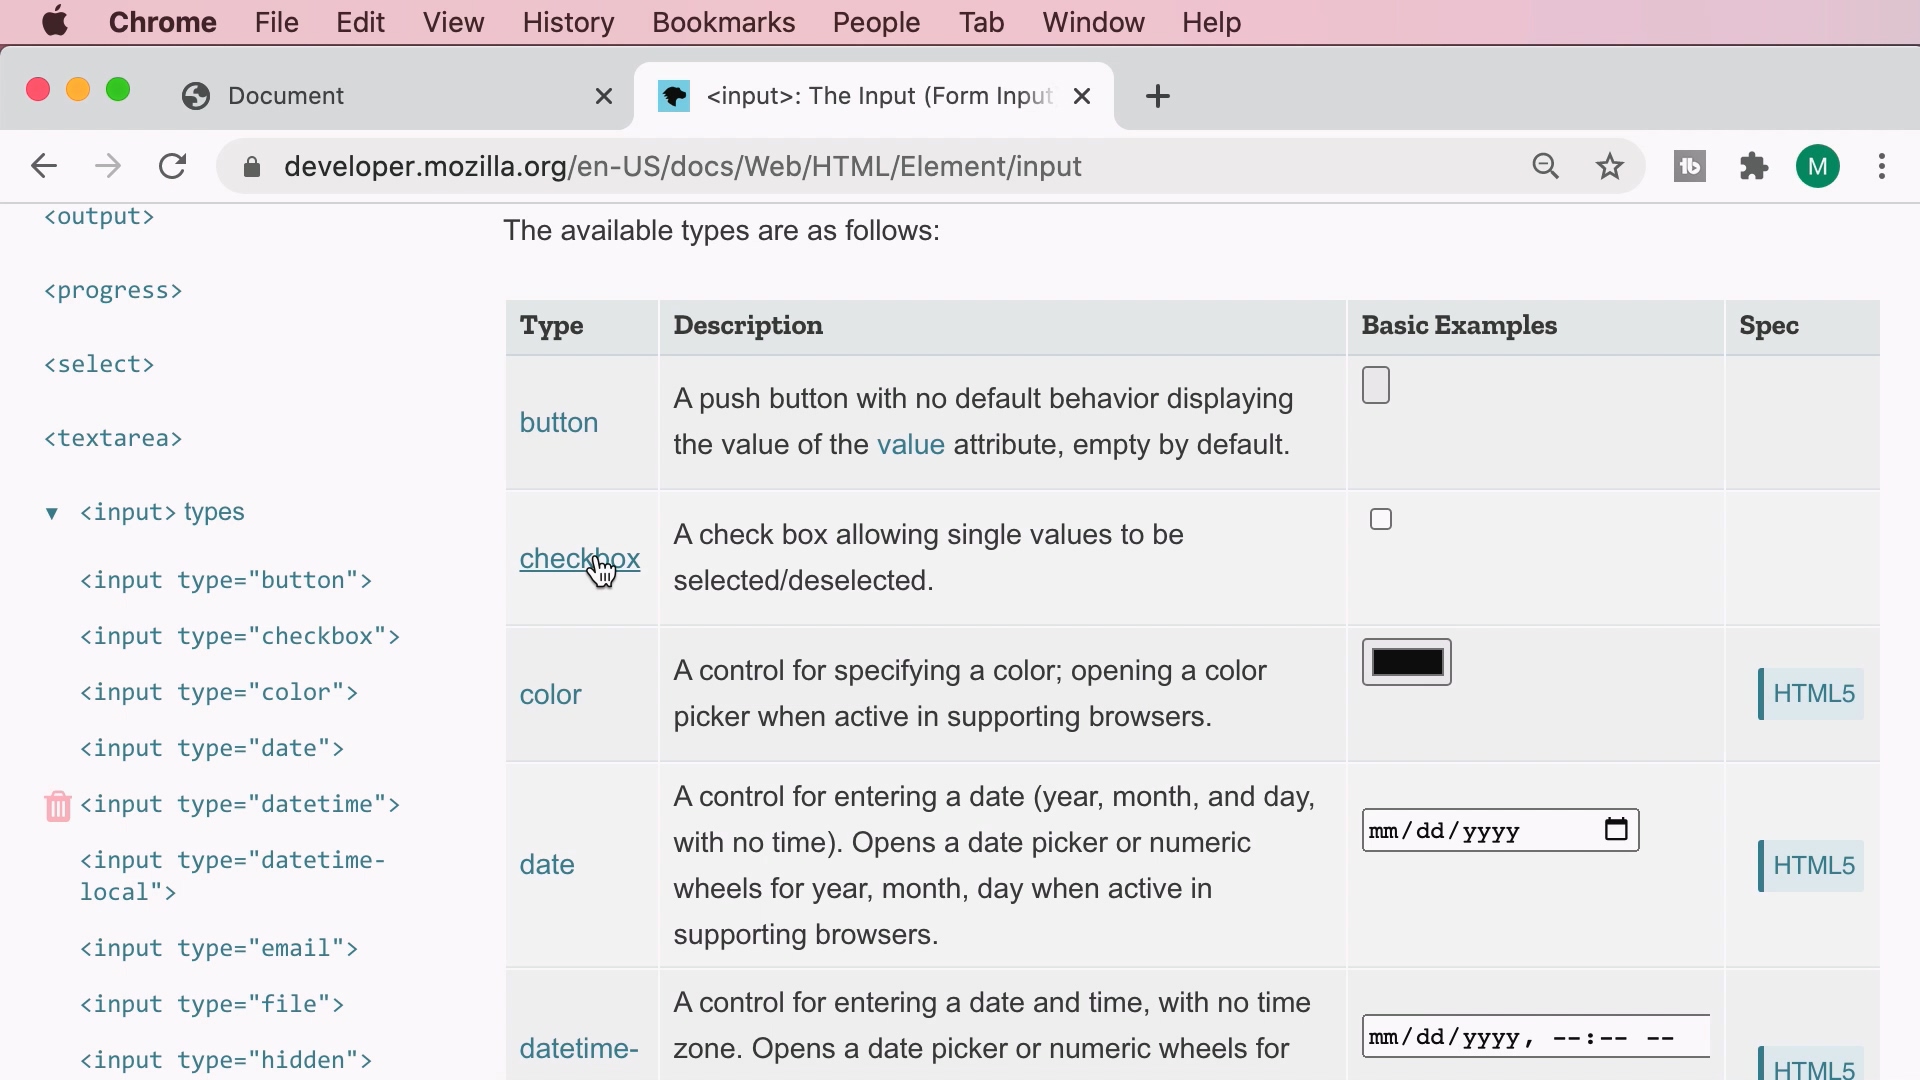 Chrome File Edit View History Bookmarks People Tab Window Help
Document
<input>: The Input (Form Input
developer.mozilla.org/en-US/docs/Web/HTML/Element/input
M
<output>
<progress>
<select>
<textarea>
▼ <input> types
<input type="button">
<input type="checkbox">
<input type="color">
<input type="date">
<input type="datetime">
<input type="datetime-
local">
<input type="email">
<input type="file">
<input type="hidden">
The available types are as follows:
Type Description Basic Examples Spec
button
A push button with no default behavior displaying
the value of the value attribute, empty by default.
checkbox
A check box allowing single values to be
selected/deselected.
color
A control for specifying a color; opening a color
picker when active in supporting browsers.
HTML5
date
A control for entering a date (year, month, and day,
with no time). Opens a date picker or numeric
wheels for year, month, day when active in
supporting browsers.
mm/dd/yyyy
HTML5
datetime-
A control for entering a date and time, with no time
zone. Opens a date picker or numeric wheels for
mm/dd/yyyy, --:-- --
HTML5